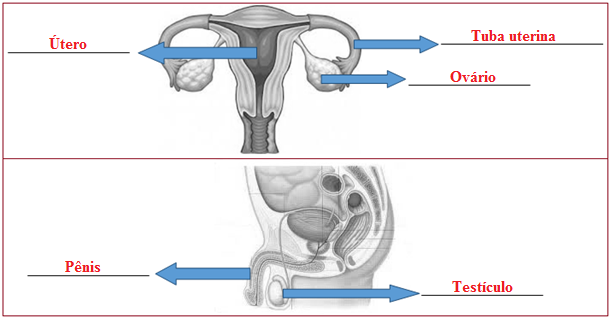 Útero
Tuba uterina
Ovário
Pênis
Testículo